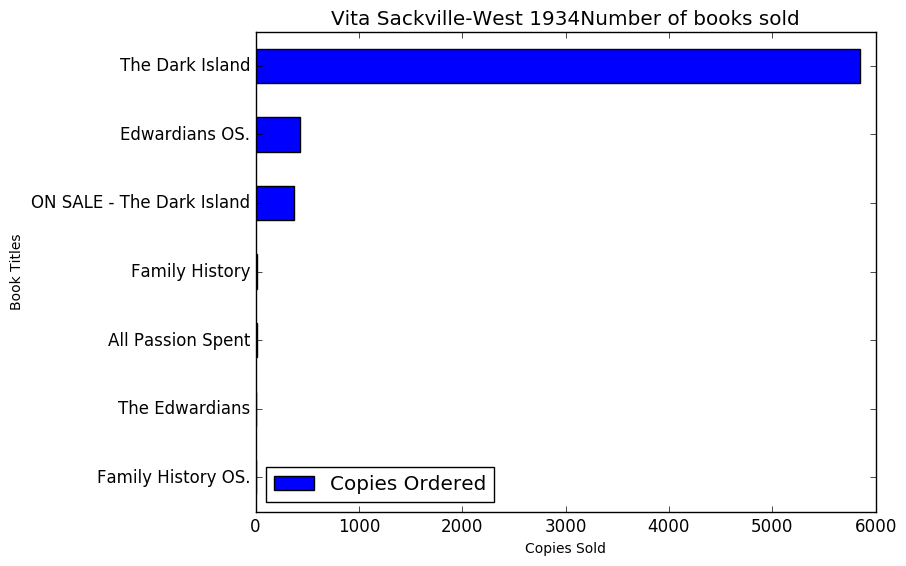 Vita Sackville-West 1934Number of books sold
The Dark Island
Edwardians OS.
ON SALE - The Dark Island
Family History
All Passion Spent
The Edwardians
Family History OS.
Book Titles
Copies Ordered
0 1000 2000 3000 4000 5000 6000
Copies Sold